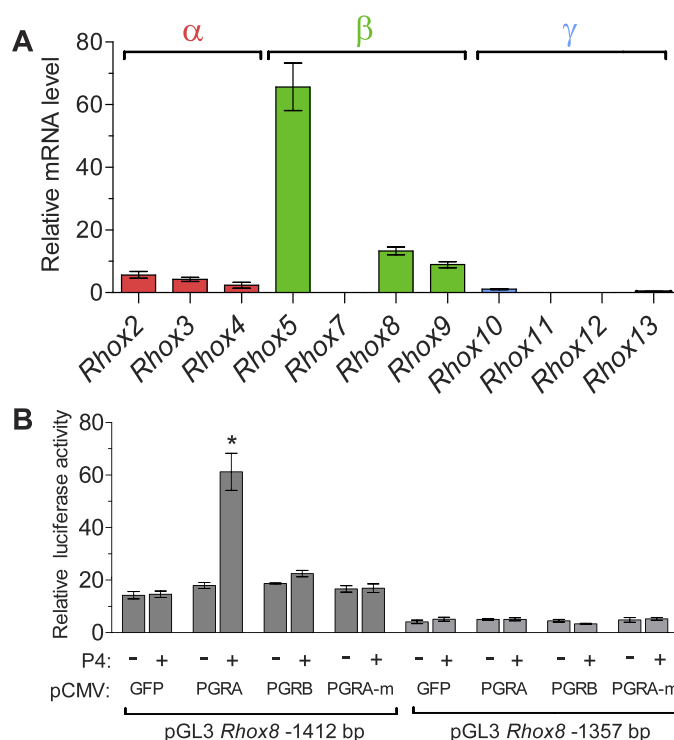 A
α β γ
Relative mRNA level
80
60
40
20
0
Rhox2 Rhox3 Rhox4 Rhox5 Rhox7 Rhox8 Rhox9 Rhox10 Rhox11 Rhox12 Rhox13
B
Relative luciferase activity
80
60
40
20
0
*
P4: - + - + - + - + - + - + - + - +
pCMV: GFP PGRA PGRB PGRA-m GFP PGRA PGRB PGRA-m
pGL3 Rhox8 -1412 bp pGL3 Rhox8 -1357 bp